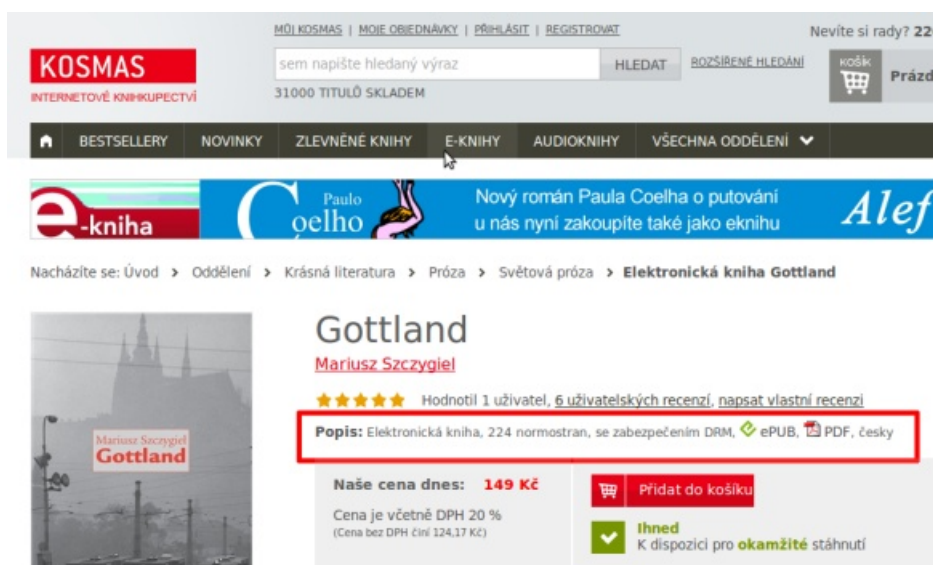 MŮJ KOSMAS | MOJE OBJEDNÁVKY | PŘIHLÁSIT | REGISTROVAT
Nevíte si rady? 22
KOSMAS
INTERNETOVÉ KNIHKUPECTVÍ
sem napište hledaný výraz
HLEDAT
ROZŠÍŘENÉ HLEDÁNÍ
31000 TITULŮ SKLADEM
KOŠÍK
Prázd
BESTSELLERY NOVINKY ZLEVNĚNÉ KNIHY E-KNIHY AUDIOKNIHY VŠECHNA ODDĚLENÍ
e-kniha
Paulo
Coelho
Nový román Paula Coelha o putování
u nás nyní zakoupíte také jako eknihu
Alef
Nacházíte se: Úvod > Oddělení > Krásná literatura > Próza > Světová próza > Elektronická kniha Gottland
Gottland
Mariusz Szczygiel
Hodnotil 1 uživatel, 6 uživatelských recenzí, napsat vlastní recenzi
Popis: Elektronická kniha, 224 normostran, se zabezpečením DRM, ePUB, PDF, česky
Mariusz Szczygieł
Gottland
Naše cena dnes: 149 Kč
Cena je včetně DPH 20 %
(Cena bez DPH činí 124,17 Kč)
Přidat do košíku
Ihned
K dispozici pro okamžité stáhnutí